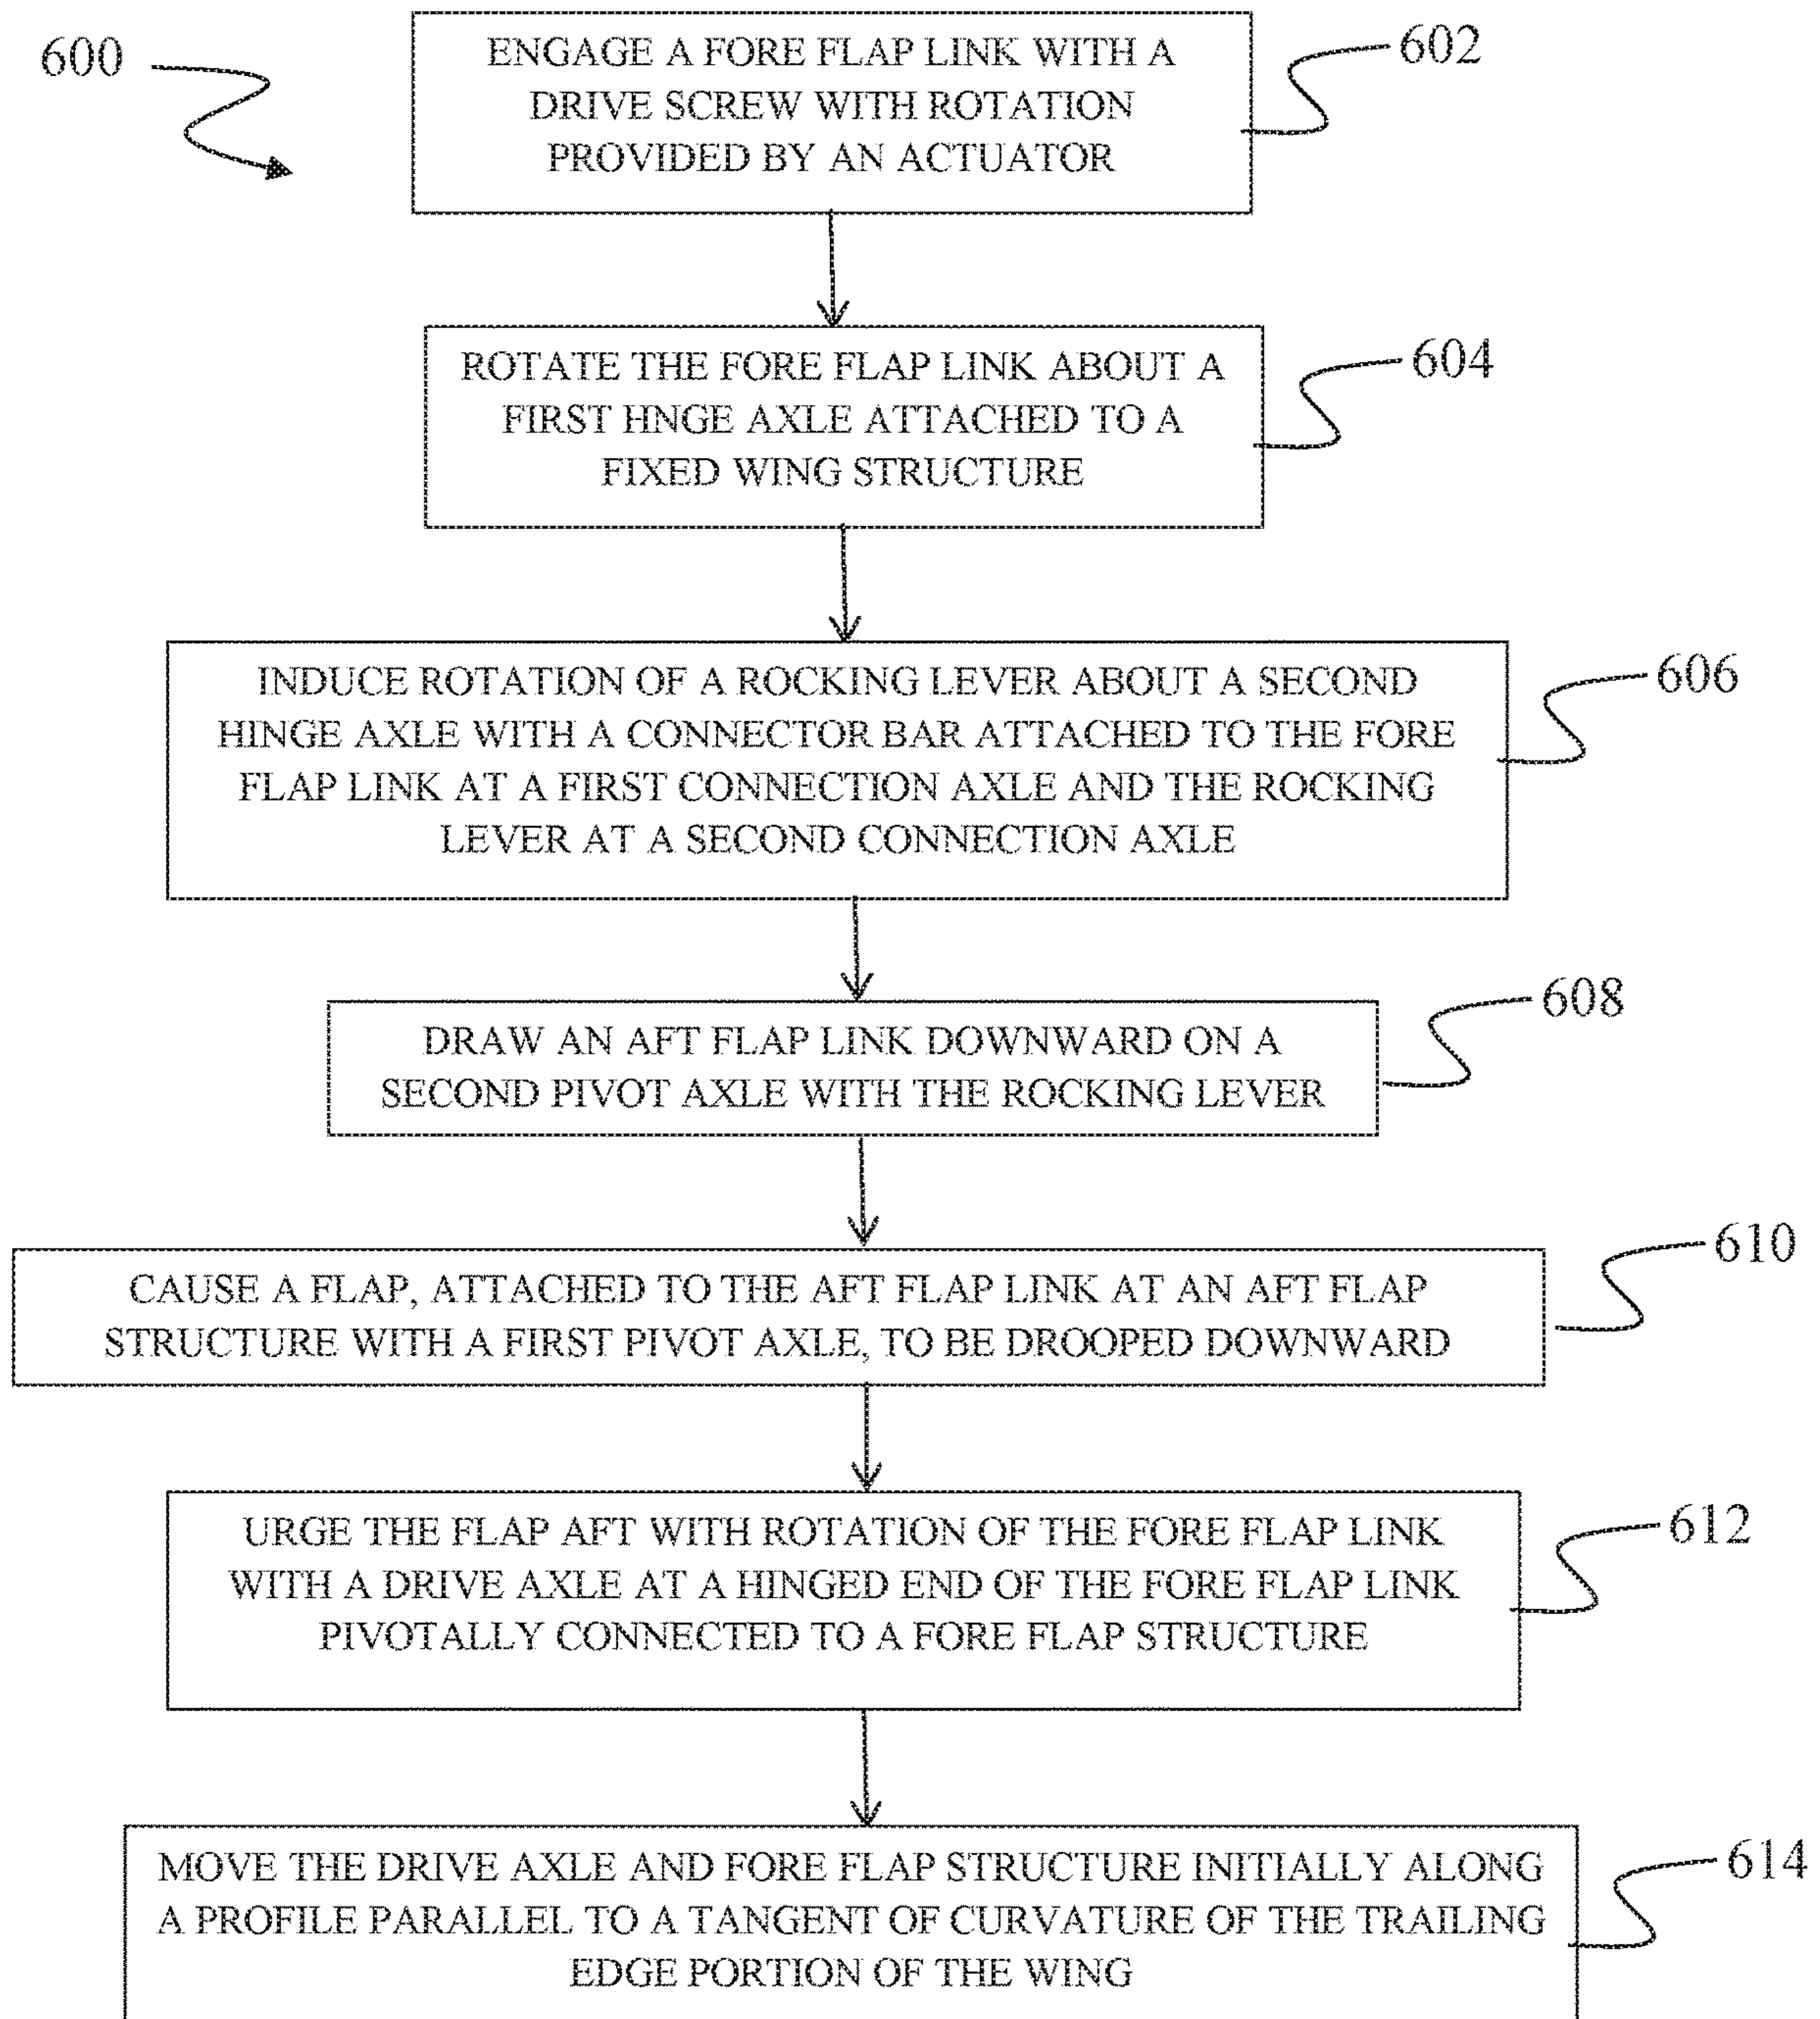 600
ENGAGE A FORE FLAP LINK WITH A
DRIVE SCREW WITH ROTATION
PROVIDED BY AN ACTUATOR
602
ROTATE THE FORE FLAP LINK ABOUT A
FIRST HNGE AXLE ATTACHED TO A
FIXED WING STRUCTURE
604
INDUCE ROTATION OF A ROCKING LEVER ABOUT A SECOND
HINGE AXLE WITH A CONNECTOR BAR ATTACHED TO THE FORE
FLAP LINK AT A FIRST CONNECTION AXLE AND THE ROCKING
LEVER AT A SECOND CONNECTION AXLE
606
DRAW AN AFT FLAP LINK DOWNWARD ON A
SECOND PIVOT AXLE WITH THE ROCKING LEVER
608
CAUSE A FLAP, ATTACHED TO THE AFT FLAP LINK AT AN AFT FLAP
STRUCTURE WITH A FIRST PIVOT AXLE, TO BE DROOPED DOWNWARD
610
URGE THE FLAP AFT WITH ROTATION OF THE FORE FLAP LINK
WITH A DRIVE AXLE AT A HINGED END OF THE FORE FLAP LINK
PIVOTALLY CONNECTED TO A FORE FLAP STRUCTURE
612
MOVE THE DRIVE AXLE AND FORE FLAP STRUCTURE INITIALLY ALONG
A PROFILE PARALLEL TO A TANGENT OF CURVATURE OF THE TRAILING
EDGE PORTION OF THE WING
614